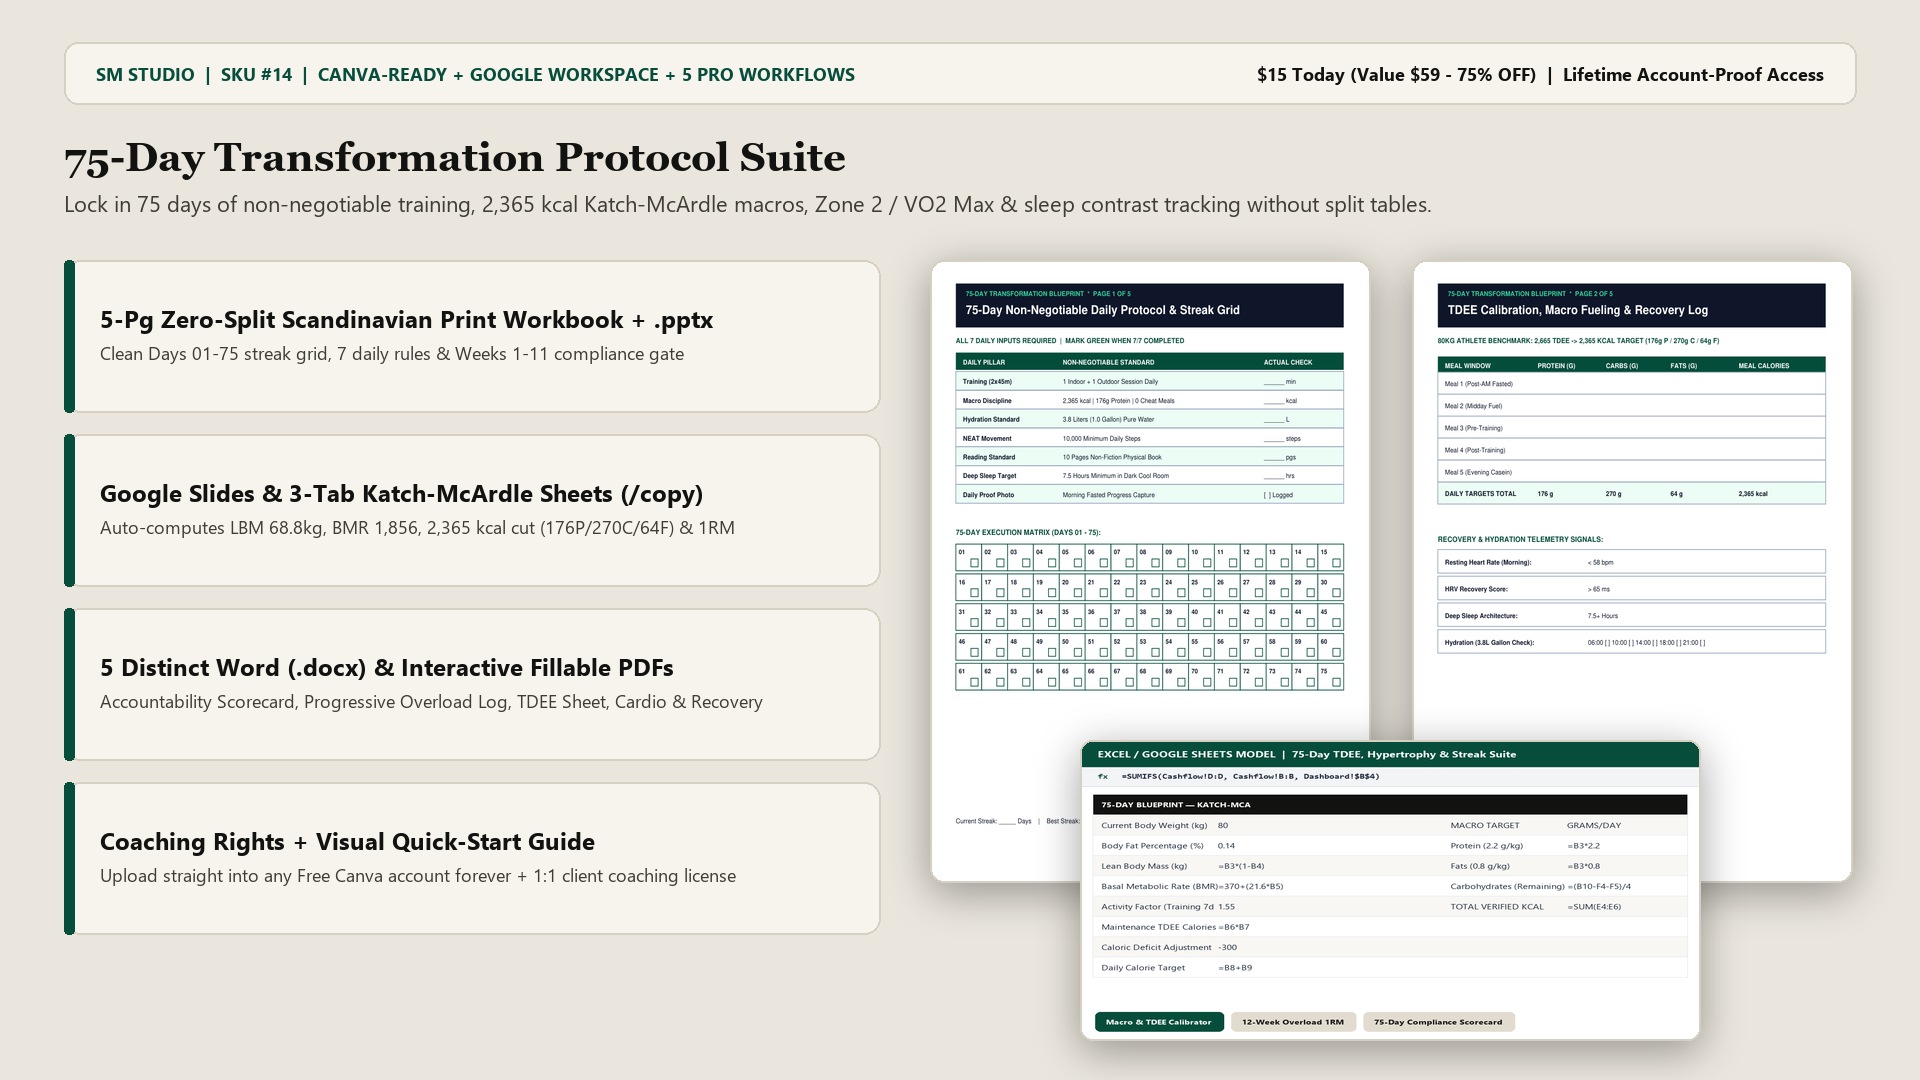 SM STUDIO | SKU #14 | CANVA-READY + GOOGLE WORKSPACE + 5 PRO WORKFLOWS
$15 Today (Value $59 - 75% OFF) | Lifetime Account-Proof Access
75-Day Transformation Protocol Suite
Lock in 75 days of non-negotiable training, 2,365 kcal Katch-McArdle macros, Zone 2 / VO2 Max & sleep contrast tracking without split tables.
5-Pg Zero-Split Scandinavian Print Workbook + .pptx
Clean Days 01-75 streak grid, 7 daily rules & Weeks 1-11 compliance gate
Google Slides & 3-Tab Katch-McArdle Sheets (/copy)
Auto-computes LBM 68.8kg, BMR 1,856, 2,365 kcal cut (176P/270C/64F) & 1RM
5 Distinct Word (.docx) & Interactive Fillable PDFs
Accountability Scorecard, Progressive Overload Log, TDEE Sheet, Cardio & Recovery
Coaching Rights + Visual Quick-Start Guide
Upload straight into any Free Canva account forever + 1:1 client coaching license
75-DAY TRANSFORMATION BLUEPRINT * PAGE 1 OF 5
75-Day Non-Negotiable Daily Protocol & Streak Grid
ALL 7 DAILY INPUTS REQUIRED | MARK GREEN WHEN 7/7 COMPLETED
DAILY PILLAR NON-NEGOTIABLE STANDARD ACTUAL CHECK
Training (2x45m) 1 Indoor + 1 Outdoor Session Daily ______ min
Macro Discipline 2,365 kcal | 176g Protein | 0 Cheat Meals ______ kcal
Hydration Standard 3.8 Liters (1.0 Gallon) Pure Water ______ L
NEAT Movement 10,000 Minimum Daily Steps ______ steps
Reading Standard 10 Pages Non-Fiction Physical Book ______ pgs
Deep Sleep Target 7.5 Hours Minimum in Dark Cool Room ______ hrs
Daily Proof Photo Morning Fasted Progress Capture [ ] Logged
75-DAY EXECUTION MATRIX (DAYS 01 - 75):
01 02 03 04 05 06 07 08 09 10 11 12 13 14 15
16 17 18 19 20 21 22 23 24 25 26 27 28 29 30
31 32 33 34 35 36 37 38 39 40 41 42 43 44 45
46 47 48 49 50 51 52 53 54 55 56 57 58 59 60
61 62 63 64 65 66 67 68 69 70 71 72 73 74 75
Current Streak: _____ Days | Best Streak:
75-DAY TRANSFORMATION BLUEPRINT * PAGE 2 OF 5
TDEE Calibration, Macro Fueling & Recovery Log
80KG ATHLETE BENCHMARK: 2,665 TDEE -> 2,365 KCAL TARGET (176g P / 270g C / 64g F)
MEAL WINDOW PROTEIN (G) CARBS (G) FATS (G) MEAL CALORIES
Meal 1 (Post-AM Fasted)
Meal 2 (Midday Fuel)
Meal 3 (Pre-Training)
Meal 4 (Post-Training)
Meal 5 (Evening Casein)
DAILY TARGETS TOTAL 176 g 270 g 64 g 2,365 kcal
RECOVERY & HYDRATION TELEMETRY SIGNALS:
Resting Heart Rate (Morning): < 58 bpm
HRV Recovery Score: > 65 ms
Deep Sleep Architecture: 7.5+ Hours
Hydration (3.8L Gallon Check): 06:00 [ ] 10:00 [ ] 14:00 [ ] 18:00 [ ] 21:00 [ ]
EXCEL / GOOGLE SHEETS MODEL | 75-Day TDEE, Hypertrophy & Streak Suite
fx =SUMIFS(Cashflow!D:D, Cashflow!B:B, Dashboard!$B$4)
75-DAY BLUEPRINT — KATCH-MCA
Current Body Weight (kg) 80 MACRO TARGET GRAMS/DAY
Body Fat Percentage (%) 0.14 Protein (2.2 g/kg) =B3*2.2
Lean Body Mass (kg) =B3*(1-B4) Fats (0.8 g/kg) =B3*0.8
Basal Metabolic Rate (BMR) =370+(21.6*B5) Carbohydrates (Remaining) =(B10-F4-F5)/4
Activity Factor (Training 7d 1.55 TOTAL VERIFIED KCAL =SUM(E4:E6)
Maintenance TDEE Calories =B6*B7
Caloric Deficit Adjustment -300
Daily Calorie Target =B8+B9
Macro & TDEE Calibrator 12-Week Overload 1RM 75-Day Compliance Scorecard